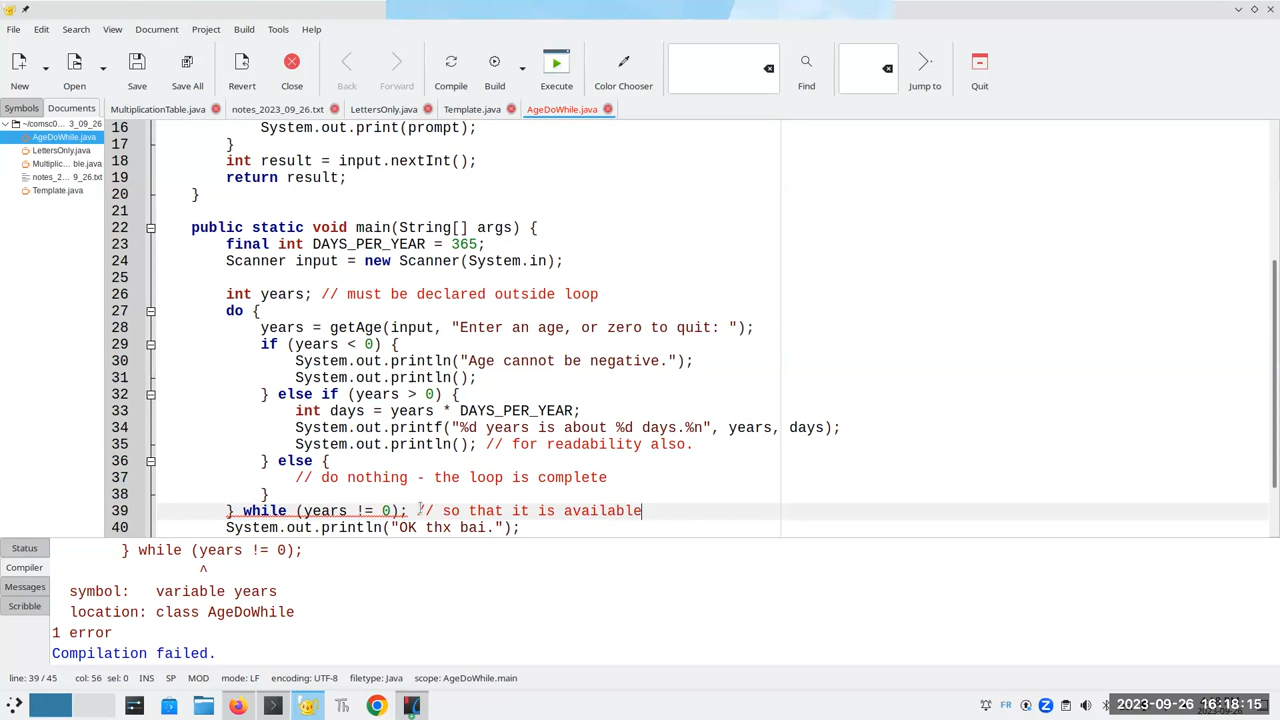 File Edit Search View Document Project Build Tools Help
New Open Save Save All Revert Close Back Forward Compile Build Execute Color Chooser Find Jump to Quit
Symbols Documents MultiplicationTable.java notes_2023_09_26.txt LettersOnly.java Template.java AgeDoWhile.java
~/comsc0... 3_09_26
AgeDoWhile.java
LettersOnly.java
Multiplic... ble.java
notes_2... 9_26.txt
Template.java
16 System.out.print(prompt);
17 }
18 int result = input.nextInt();
19 return result;
20 }
21
22 public static void main(String[] args) {
23 final int DAYS_PER_YEAR = 365;
24 Scanner input = new Scanner(System.in);
25
26 int years; // must be declared outside loop
27 do {
28 years = getAge(input, "Enter an age, or zero to quit: ");
29 if (years < 0) {
30 System.out.println("Age cannot be negative.");
31 System.out.println();
32 } else if (years > 0) {
33 int days = years * DAYS_PER_YEAR;
34 System.out.printf("%d years is about %d days.%n", years, days);
35 System.out.println(); // for readability also.
36 } else {
37 // do nothing - the loop is complete
38 }
39 } while (years != 0); // so that it is available
40 System.out.println("OK thx bai.");
Status
Compiler
Messages
Scribble
} while (years != 0);
^
symbol: variable years
location: class AgeDoWhile
1 error
Compilation failed.
line: 39 / 45 col: 56 sel: 0 INS SP MOD mode: LF encoding: UTF-8 filetype: Java scope: AgeDoWhile.main
FR 2023-09-26 16:18:15